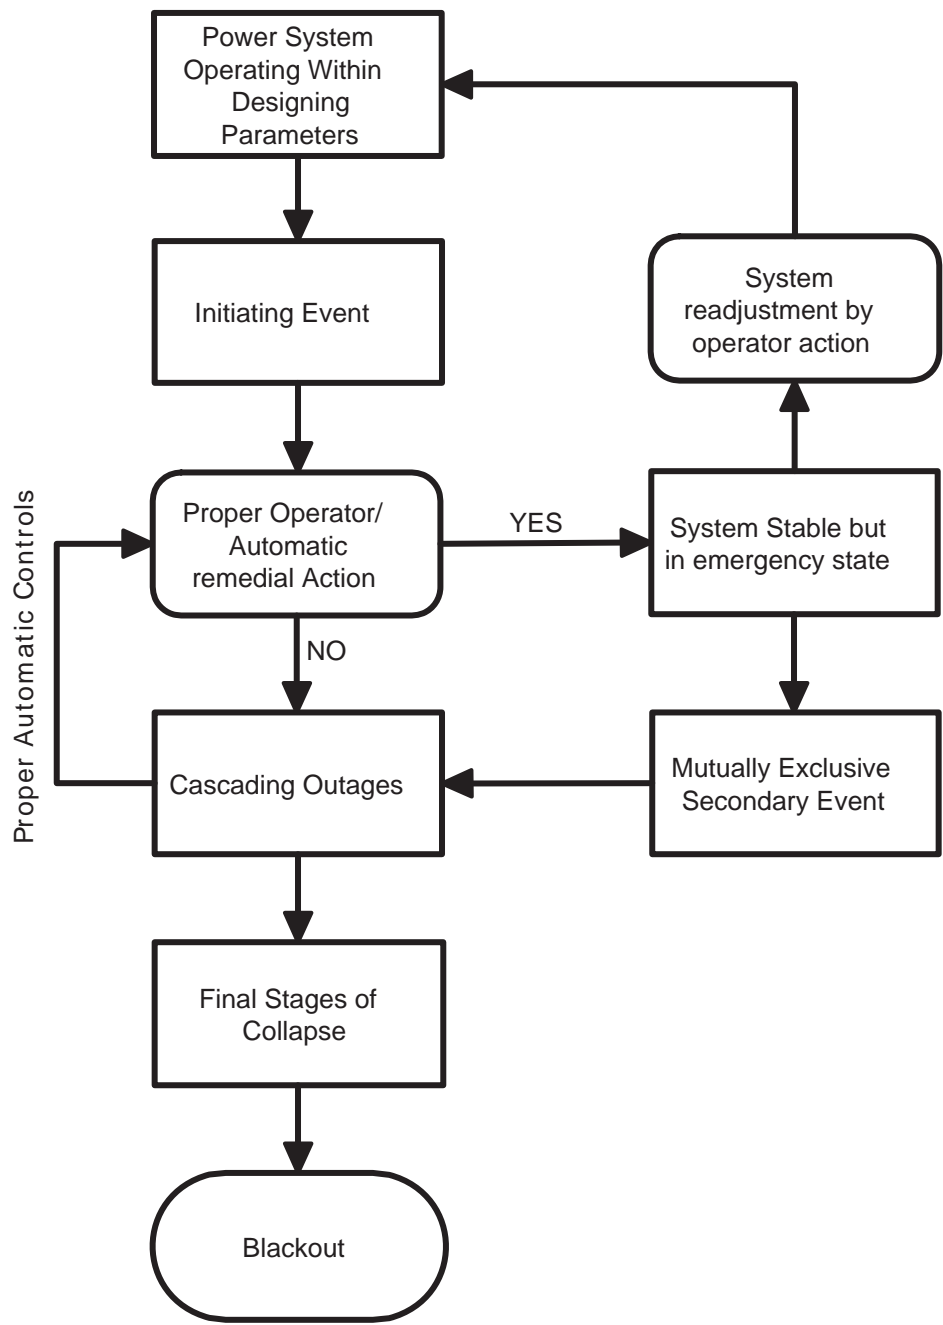 Power System
Operating Within
Designing
Parameters
Initiating Event
System
readjustment by
operator action
Proper Operator/
Automatic
remedial Action
YES
System Stable but
in emergency state
NO
Proper Automatic Controls
Cascading Outages
Mutually Exclusive
Secondary Event
Final Stages of
Collapse
Blackout